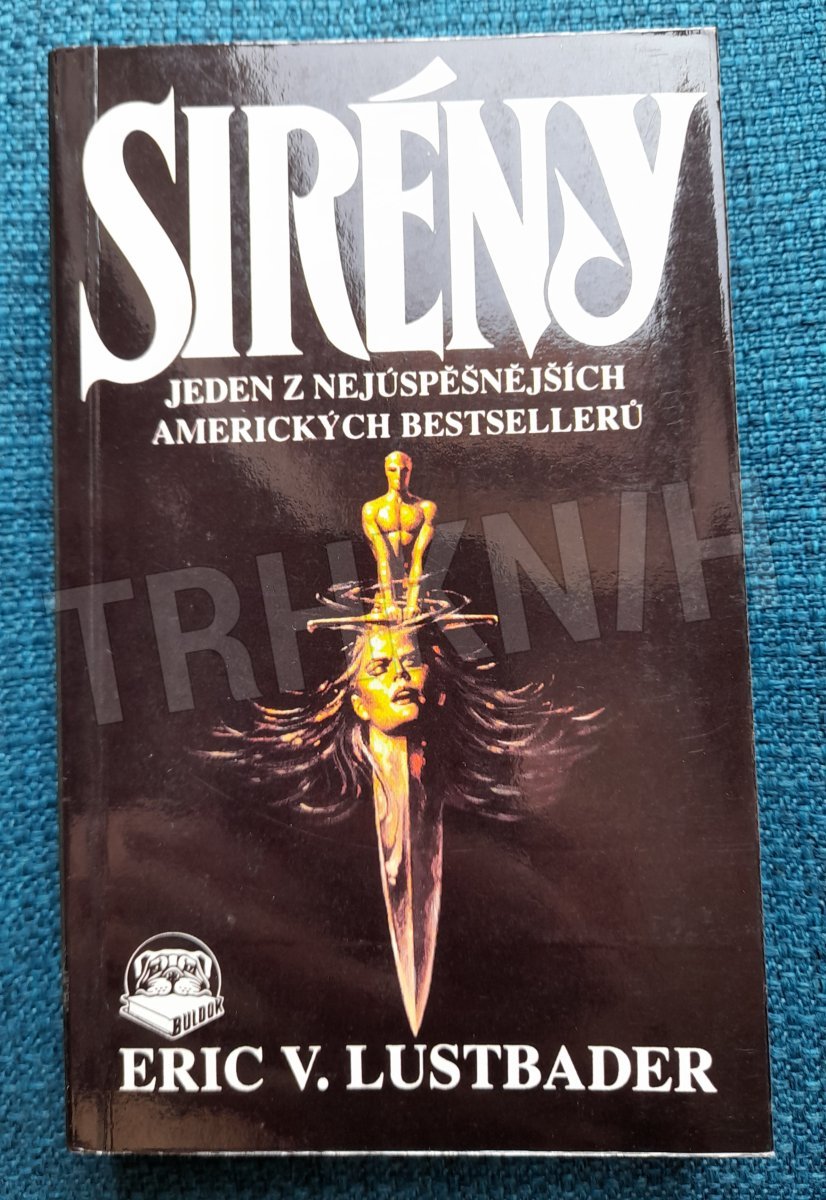 SIRÉNY
JEDEN Z NEJÚSPĚŠNĚJŠÍCH
AMERICKÝCH BESTSELLERŮ
TRHKNIH
BULDOK
ERIC V. LUSTBADER